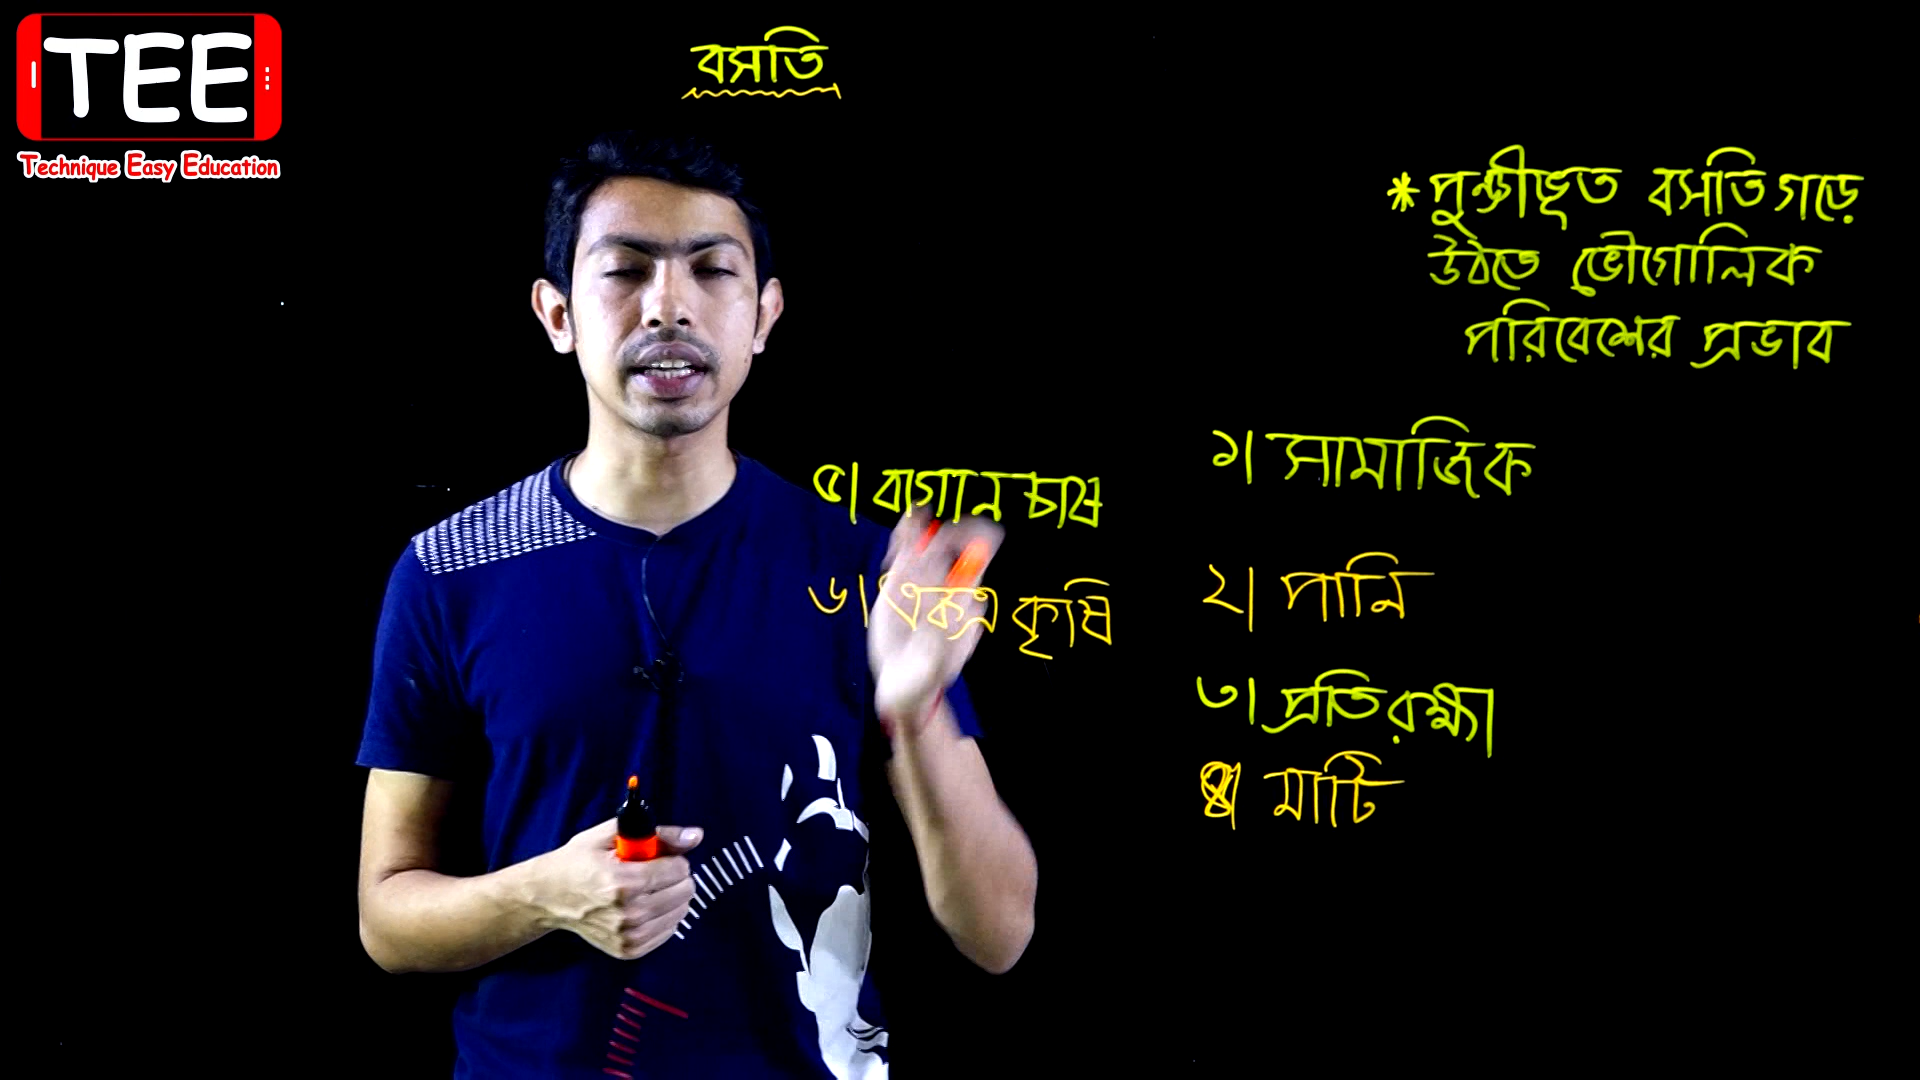 TEE
Technique Easy Education
বসতি
* পুঞ্জীভূত বসতি গড়ে
উঠতে ভৌগোলিক
পরিবেশের প্রভাব
১| সামাজিক
২| পানি
৩| প্রতিরক্ষা
৪| মাটি
৫| বাগান চাষ
৬| একত্র কৃষি